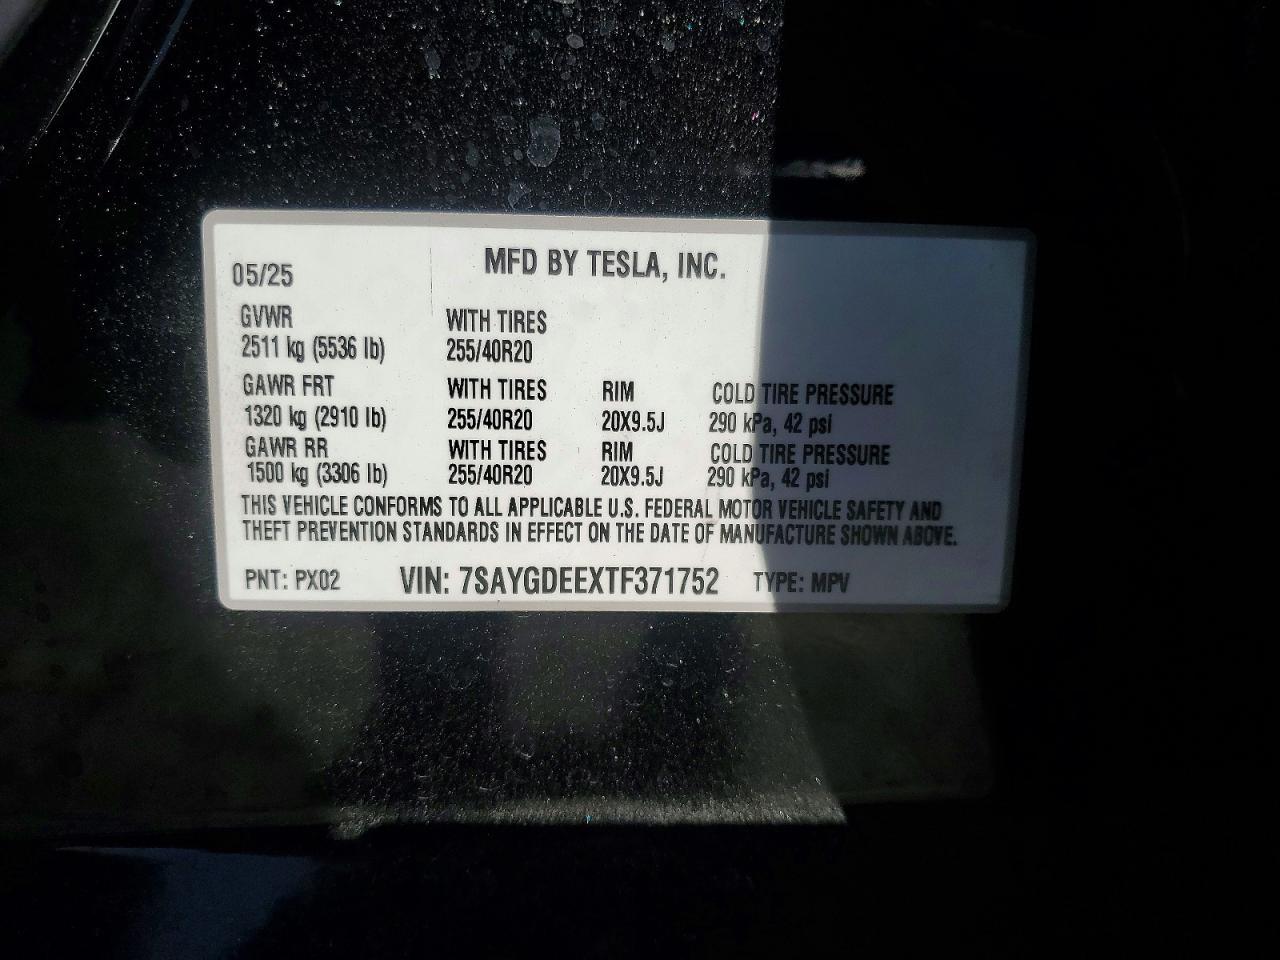 MFD BY TESLA, INC.
05/25
GVWR WITH TIRES
2511 kg (5536 lb) 255/40R20
GAWR FRT WITH TIRES RIM COLD TIRE PRESSURE
1320 kg (2910 lb) 255/40R20 20X9.5J 290 kPa, 42 psi
GAWR RR WITH TIRES RIM COLD TIRE PRESSURE
1500 kg (3306 lb) 255/40R20 20X9.5J 290 kPa, 42 psi
THIS VEHICLE CONFORMS TO ALL APPLICABLE U.S. FEDERAL MOTOR VEHICLE SAFETY AND
THEFT PREVENTION STANDARDS IN EFFECT ON THE DATE OF MANUFACTURE SHOWN ABOVE.
PNT: PX02 VIN: 7SAYGDEEXTF371752 TYPE: MPV